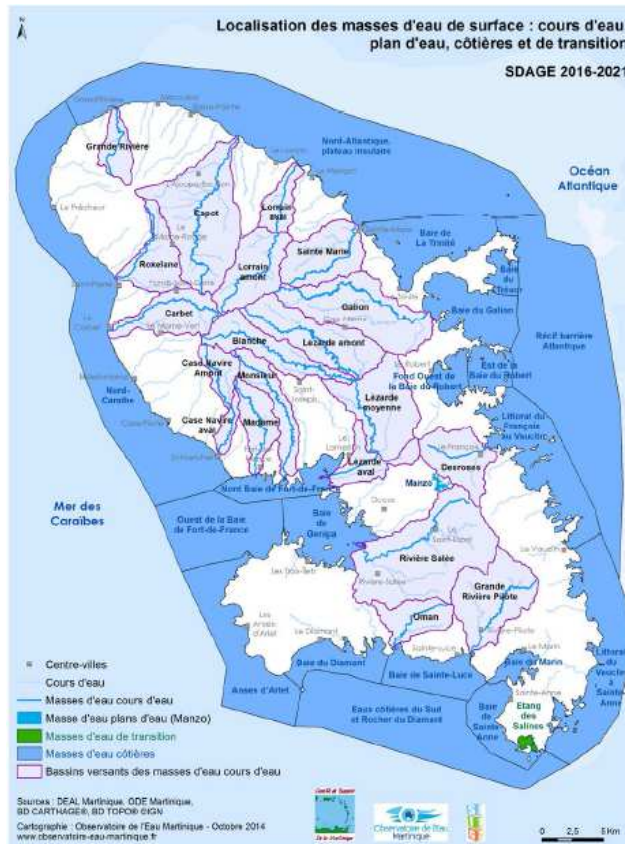 N
Localisation des masses d'eau de surface : cours d'eau,
plan d'eau, côtières et de transition
SDAGE 2016-2021
Nord-Atlantique,
plateau insulaire
Océan
Atlantique
Grande Rivière
Le Prêcheur
Capot
Lorrain
aval
Roxelane
Lorrain
amont
Sainte Marie
Baie de
La Trinité
Baie
du
Trésor
Galion
Baie du Galion
Carbet
Blanche
Lézarde amont
Récif barrière
Atlantique
Case Navire
Amont
Monsieur
Fond Ouest de
la Baie du Robert
Est de la
Baie du Robert
Nord-
Caraïbe
Lézarde
moyenne
Case Navire
aval
Madame
Littoral du
François
au Vauclin
Lézarde
aval
Desroses
Manzo
Nord Baie de Fort-de-France
Mer des
Caraïbes
Ouest de la Baie
de Fort-de-France
Baie
de
Génipa
Rivière Salée
Grande
Rivière Pilote
Oman
Baie du Diamant
Baie de Sainte-Luce
Baie du Marin
Littoral
du
Vauclin
à
Sainte-Anne
Anses d'Arlet
Eaux côtières du Sud
et Rocher du Diamant
Baie
de
Sainte-
Anne
Sainte-Anne
Etang
des
Salines
Centre-villes
Cours d'eau
Masses d'eau cours d'eau
Masse d'eau plans d'eau (Manzo)
Masses d'eau de transition
Masses d'eau côtières
Bassins versants des masses d'eau cours d'eau
Sources : DEAL Martinique, ODE Martinique,
BD CARTHAGE®, BD TOPO® ©IGN
Cartographie : Observatoire de l'Eau Martinique - Octobre 2014
www.observatoire-eau-martinique.fr
Observatoire de l'Eau
Martinique
0 2,5 5 Km